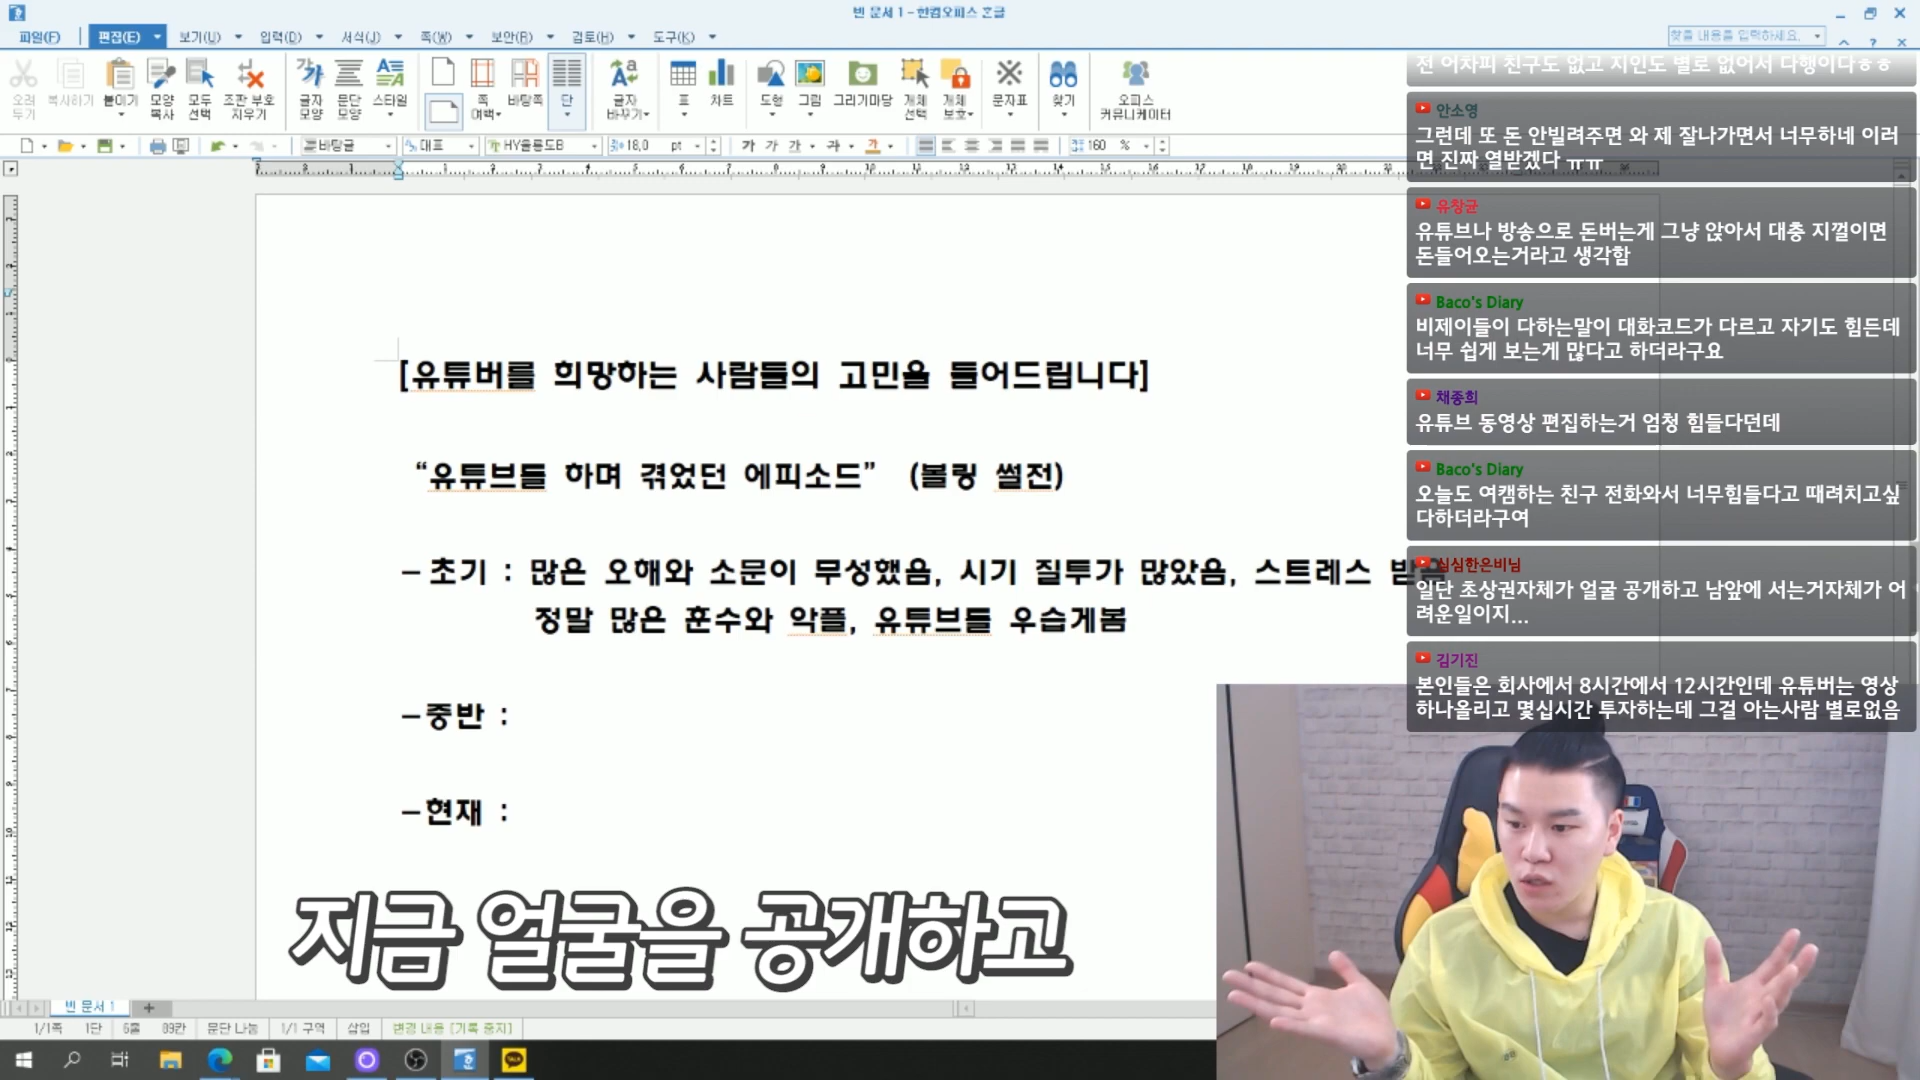 빈 문서 1 - 한컴오피스 흔글
파일(F) 편집(E) 보기(U) 입력(D) 서식(J) 쪽(W) 보안(B) 검토(H) 도구(K)
찾을 내용을 입력하세요.
오려 두기
복사하기
붙이기
모양 복사
모두 선택
조판 부호 지우기
글자 모양
문단 모양
스타일
쪽 여백
바탕쪽
단
글자 바꾸기
표
차트
도형
그림
그리기마당
개체 선택
개체 보호
문자표
찾기
오피스 커뮤니케이터
바탕글 대표 HY울릉도B 18,0 pt 가 가 가 가 가 160 %
[유튜버를 희망하는 사람들의 고민을 들어드립니다]
“유튜브를 하며 겪었던 에피소드” (볼링 썰전)
– 초기 : 많은 오해와 소문이 무성했음, 시기 질투가 많았음, 스트레스 받음
정말 많은 훈수와 악플, 유튜브를 우습게봄
– 중반 :
– 현재 :
전 어차피 친구도 없고 지인도 별로 없어서 다행이다ㅎㅎ
안소영
그런데 또 돈 안빌려주면 와 제 잘나가면서 너무하네 이러
면 진짜 열받겠다 ㅠㅠ
유창균
유튜브나 방송으로 돈버는게 그냥 앉아서 대충 지껄이면
돈들어오는거라고 생각함
Baco's Diary
비제이들이 다하는말이 대화코드가 다르고 자기도 힘든데
너무 쉽게 보는게 많다고 하더라구요
채종희
유튜브 동영상 편집하는거 엄청 힘들다던데
Baco's Diary
오늘도 여캠하는 친구 전화와서 너무힘들다고 때려치고싶
다하더라구여
심심한은비님
일단 초상권자체가 얼굴 공개하고 남앞에 서는거자체가 어
려운일이지...
김기진
본인들은 회사에서 8시간에서 12시간인데 유튜버는 영상
하나올리고 몇십시간 투자하는데 그걸 아는사람 별로없음
지금 얼굴을 공개하고
빈 문서 1
1/1쪽 1단 6줄 09칸 문단 나눔 1/1 구역 삽입 변경 내용 [기록 중지]
TALK